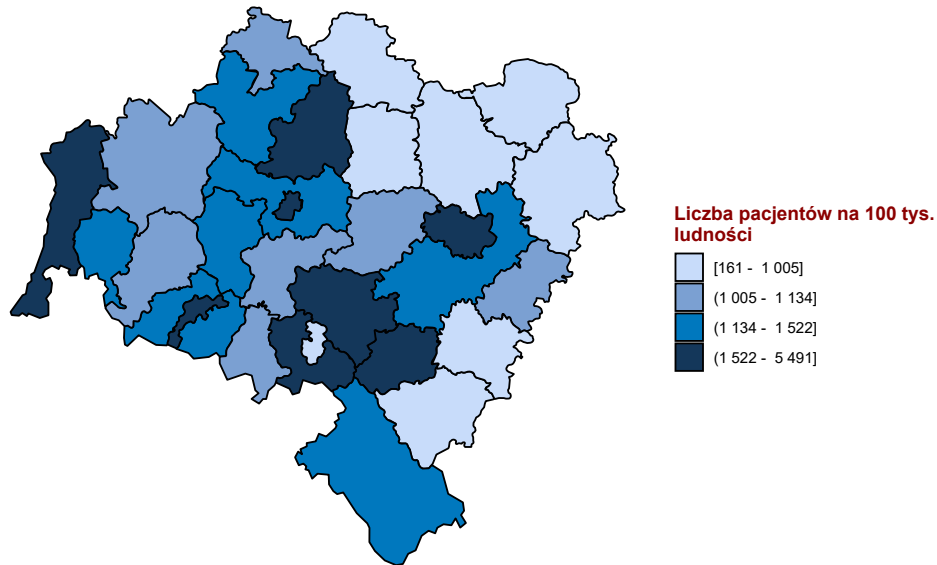 Liczba pacjentów na 100 tys.
ludności
[161 - 1 005]
(1 005 - 1 134]
(1 134 - 1 522]
(1 522 - 5 491]